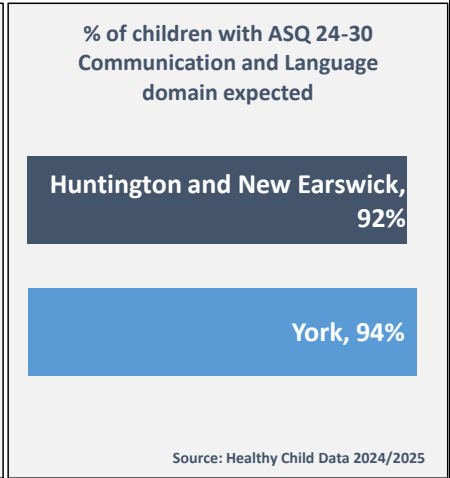 % of children with ASQ 24-30
Communication and Language
domain expected
Huntington and New Earswick,
92%
York, 94%
Source: Healthy Child Data 2024/2025